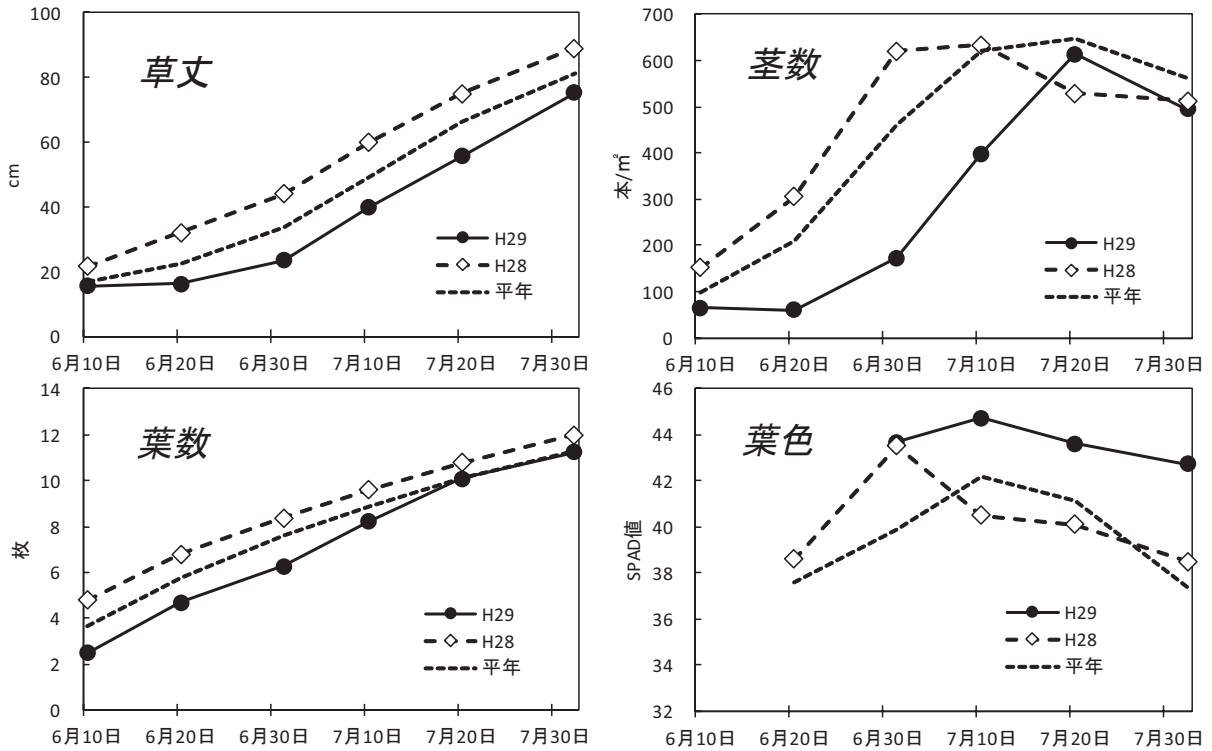 草丈
100
80
60
40
20
0
cm
H29
H28
平年
6月10日 6月20日 6月30日 7月10日 7月20日 7月30日
茎数
700
600
500
400
300
200
100
0
本/㎡
H29
H28
平年
6月10日 6月20日 6月30日 7月10日 7月20日 7月30日
葉数
14
12
10
8
6
4
2
0
枚
H29
H28
平年
6月10日 6月20日 6月30日 7月10日 7月20日 7月30日
葉色
46
44
42
40
38
36
34
32
SPAD値
H29
H28
平年
6月10日 6月20日 6月30日 7月10日 7月20日 7月30日